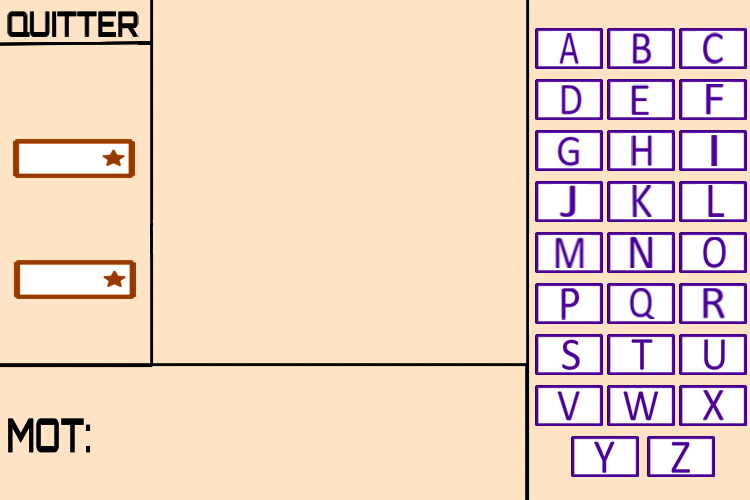 QUITTER
MOT:
A B C
D E F
G H I
J K L
M N O
P Q R
S T U
V W X
Y Z